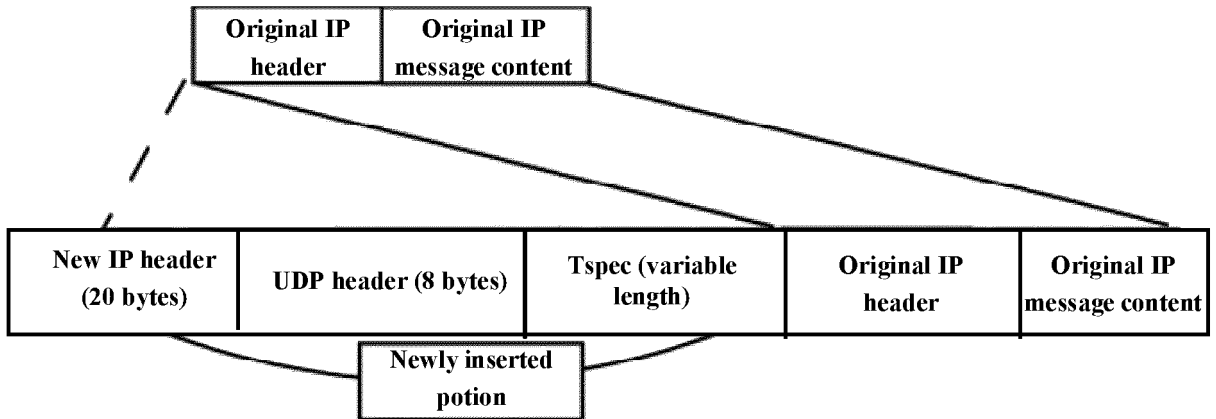 Original IP
header
Original IP
message content
New IP header
(20 bytes)
UDP header (8 bytes)
Tspec (variable
length)
Original IP
header
Original IP
message content
Newly inserted
potion